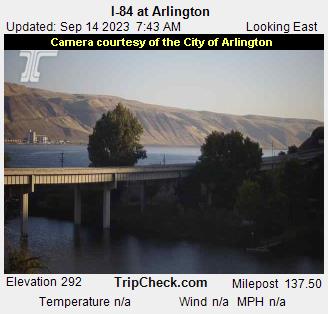 I-84 at Arlington
Updated: Sep 14 2023 7:43 AM Looking East
Camera courtesy of the City of Arlington
Elevation 292 TripCheck.com Milepost 137.50
Temperature n/a Wind n/a MPH n/a